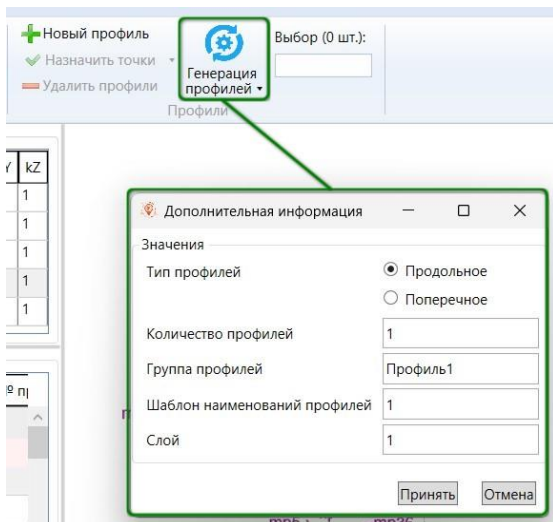 Новый профиль
Назначить точки
Удалить профили
Генерация
профилей
Выбор (0 шт.):
Профили
kZ
1
1
1
1
1
Дополнительная информация
Значения
Тип профилей
Продольное
Поперечное
Количество профилей
1
Группа профилей
Профиль1
Шаблон наименований профилей
1
Слой
1
Принять
Отмена